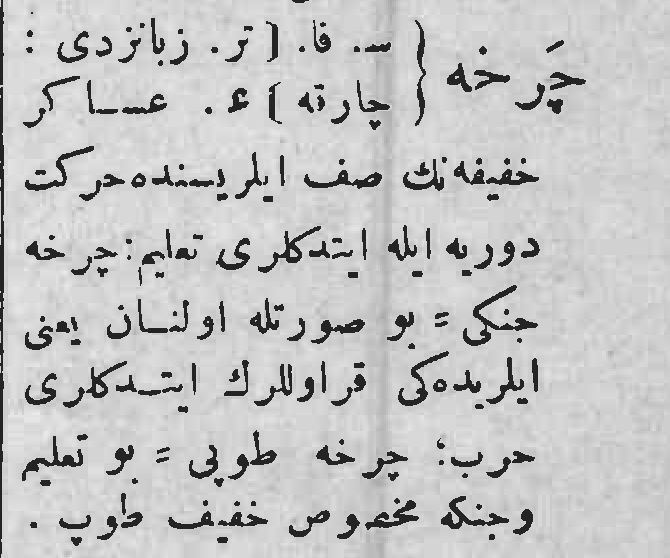 چَرخه { س. فا. [ تر. زبانزدی :
چارته ] ع. عساکر
خفیفه‌نك صف ایلریسنده حرکت
دوریه ایله ایتدکلری تعلیم: چرخه
جنکی = بو صورتله اولنان یعنی
ایلریده‌کی قراوللرك ایتدکلری
حرب؛ چرخه طوپی = بو تعلیم
وجنکه مخصوص خفیف طوپ .